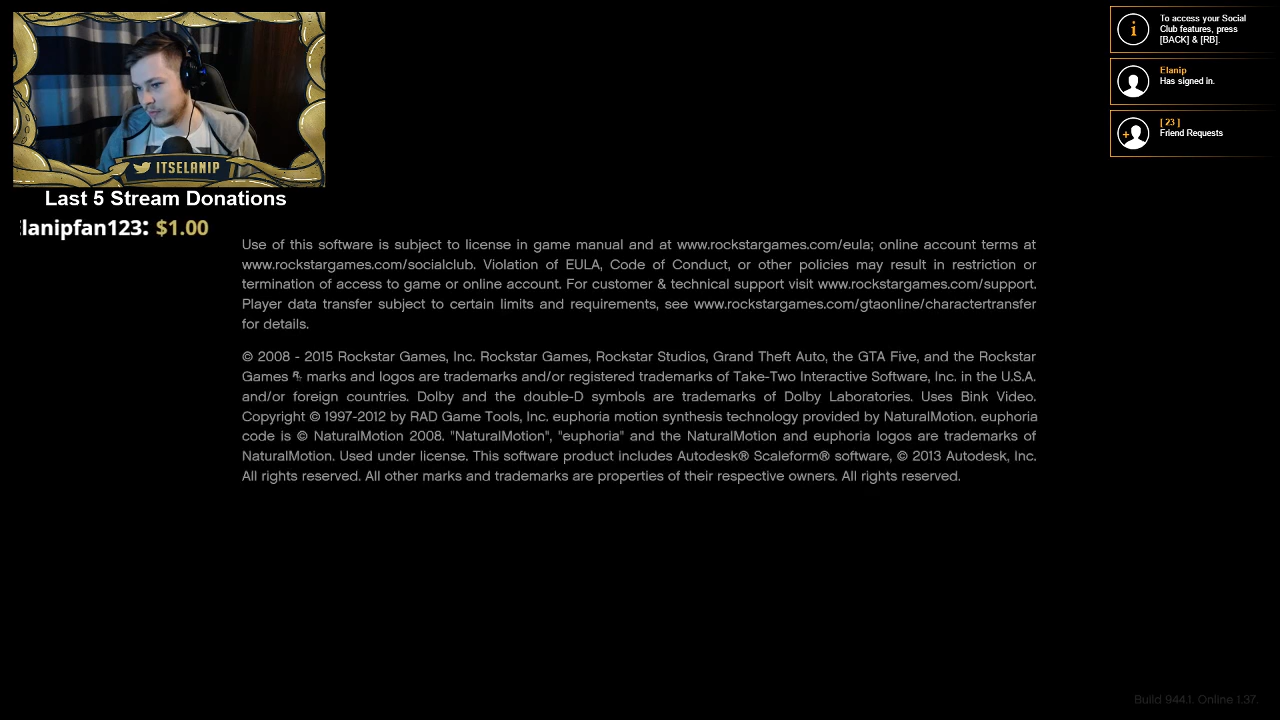 To access your Social
Club features, press
[BACK] & [RB].
Elanip
Has signed in.
[ 23 ]
Friend Requests
ITSELANIP
Last 5 Stream Donations
lanipfan123: $1.00
Use of this software is subject to license in game manual and at www.rockstargames.com/eula; online account terms at
www.rockstargames.com/socialclub. Violation of EULA, Code of Conduct, or other policies may result in restriction or
termination of access to game or online account. For customer & technical support visit www.rockstargames.com/support.
Player data transfer subject to certain limits and requirements, see www.rockstargames.com/gtaonline/charactertransfer
for details.
© 2008 - 2015 Rockstar Games, Inc. Rockstar Games, Rockstar Studios, Grand Theft Auto, the GTA Five, and the Rockstar
Games R* marks and logos are trademarks and/or registered trademarks of Take-Two Interactive Software, Inc. in the U.S.A.
and/or foreign countries. Dolby and the double-D symbols are trademarks of Dolby Laboratories. Uses Bink Video.
Copyright © 1997-2012 by RAD Game Tools, Inc. euphoria motion synthesis technology provided by NaturalMotion. euphoria
code is © NaturalMotion 2008. "NaturalMotion", "euphoria" and the NaturalMotion and euphoria logos are trademarks of
NaturalMotion. Used under license. This software product includes Autodesk® Scaleform® software, © 2013 Autodesk, Inc.
All rights reserved. All other marks and trademarks are properties of their respective owners. All rights reserved.
Build 944.1. Online 1.37.